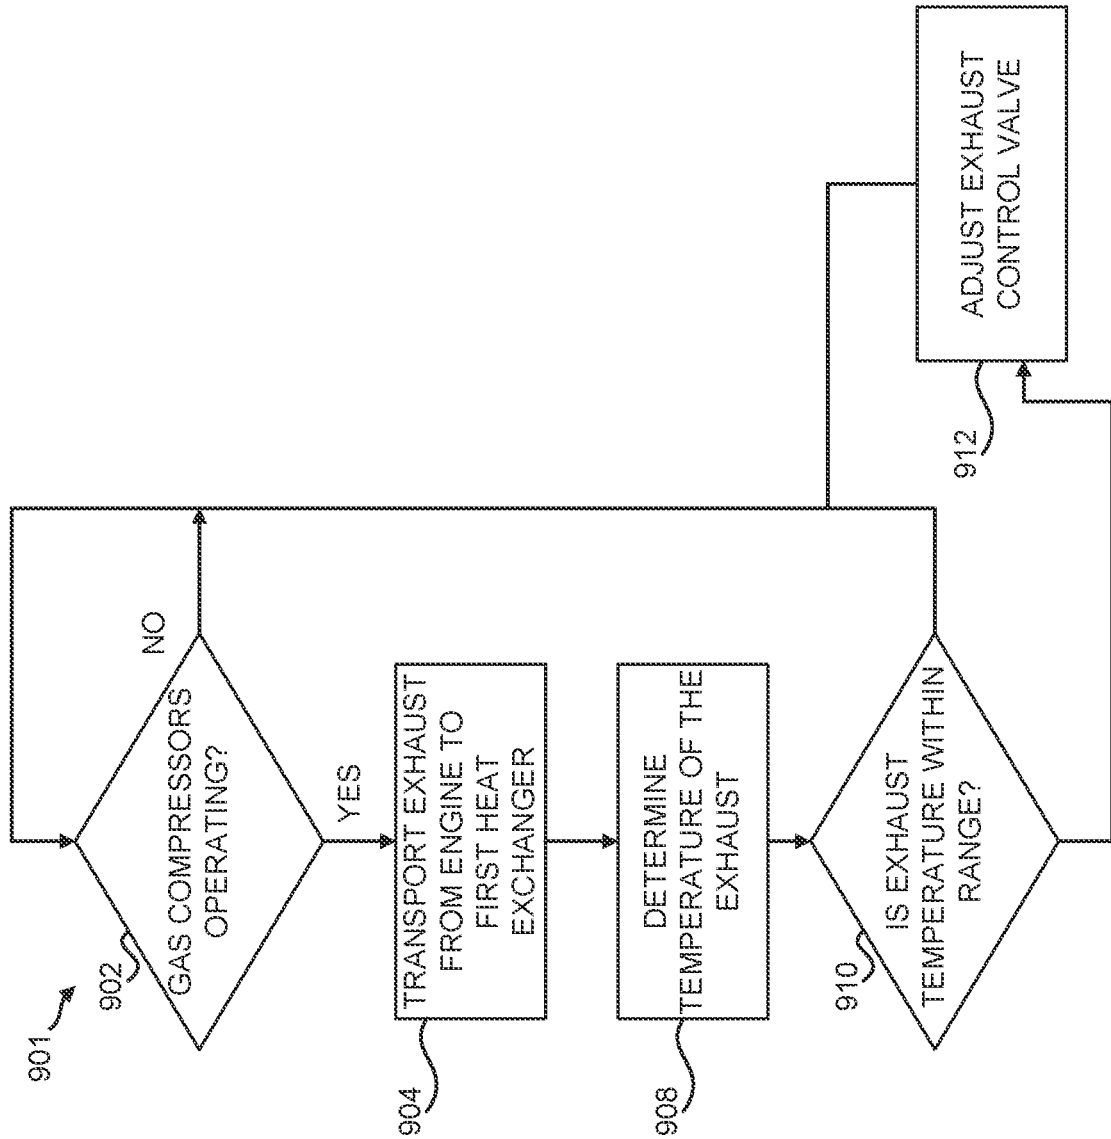 901
902
GAS COMPRESSORS
OPERATING?
NO
YES
904
TRANSPORT EXHAUST
FROM ENGINE TO
FIRST HEAT
EXCHANGER
908
DETERMINE
TEMPERATURE OF THE
EXHAUST
910
IS EXHAUST
TEMPERATURE WITHIN
RANGE?
912
ADJUST EXHAUST
CONTROL VALVE